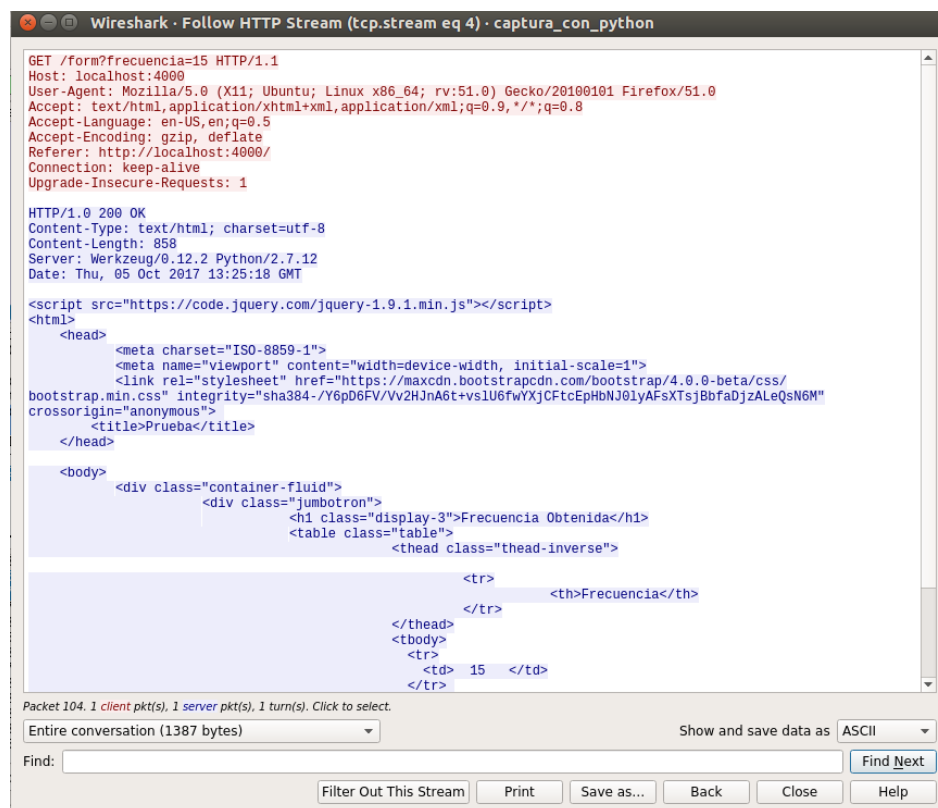 Wireshark · Follow HTTP Stream (tcp.stream eq 4) · captura_con_python
GET /form?frecuencia=15 HTTP/1.1
Host: localhost:4000
User-Agent: Mozilla/5.0 (X11; Ubuntu; Linux x86_64; rv:51.0) Gecko/20100101 Firefox/51.0
Accept: text/html,application/xhtml+xml,application/xml;q=0.9,*/*;q=0.8
Accept-Language: en-US,en;q=0.5
Accept-Encoding: gzip, deflate
Referer: http://localhost:4000/
Connection: keep-alive
Upgrade-Insecure-Requests: 1
HTTP/1.0 200 OK
Content-Type: text/html; charset=utf-8
Content-Length: 858
Server: Werkzeug/0.12.2 Python/2.7.12
Date: Thu, 05 Oct 2017 13:25:18 GMT
<script src="https://code.jquery.com/jquery-1.9.1.min.js"></script>
<html>
<head>
<meta charset="ISO-8859-1">
<meta name="viewport" content="width=device-width, initial-scale=1">
<link rel="stylesheet" href="https://maxcdn.bootstrapcdn.com/bootstrap/4.0.0-beta/css/
bootstrap.min.css" integrity="sha384-/Y6pD6FV/Vv2HJnA6t+vslU6fwYXjCFtcEpHbNJ0lyAFsXTsjBbfaDjzALeQsN6M"
crossorigin="anonymous">
<title>Prueba</title>
</head>
<body>
<div class="container-fluid">
<div class="jumbotron">
<h1 class="display-3">Frecuencia Obtenida</h1>
<table class="table">
<thead class="thead-inverse">
<tr>
<th>Frecuencia</th>
</tr>
</thead>
<tbody>
<tr>
<td>  15   </td>
</tr>
Packet 104. 1 client pkt(s), 1 server pkt(s), 1 turn(s). Click to select.
Entire conversation (1387 bytes) Show and save data as ASCII
Find: Find Next
Filter Out This Stream Print Save as... Back Close Help